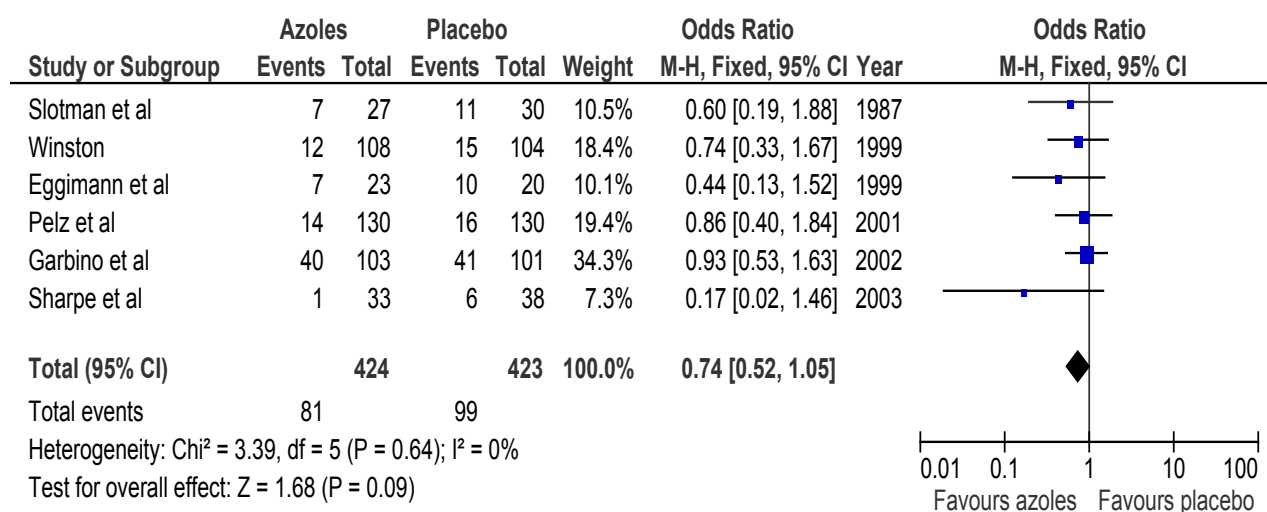 Azoles Placebo Odds Ratio Odds Ratio
Study or Subgroup Events Total Events Total Weight M-H, Fixed, 95% CI Year M-H, Fixed, 95% CI
Slotman et al 7 27 11 30 10.5% 0.60 [0.19, 1.88] 1987
Winston 12 108 15 104 18.4% 0.74 [0.33, 1.67] 1999
Eggimann et al 7 23 10 20 10.1% 0.44 [0.13, 1.52] 1999
Pelz et al 14 130 16 130 19.4% 0.86 [0.40, 1.84] 2001
Garbino et al 40 103 41 101 34.3% 0.93 [0.53, 1.63] 2002
Sharpe et al 1 33 6 38 7.3% 0.17 [0.02, 1.46] 2003
Total (95% CI) 424 423 100.0% 0.74 [0.52, 1.05]
Total events 81 99
Heterogeneity: Chi² = 3.39, df = 5 (P = 0.64); I² = 0%
Test for overall effect: Z = 1.68 (P = 0.09)
0.01 0.1 1 10 100
Favours azoles Favours placebo